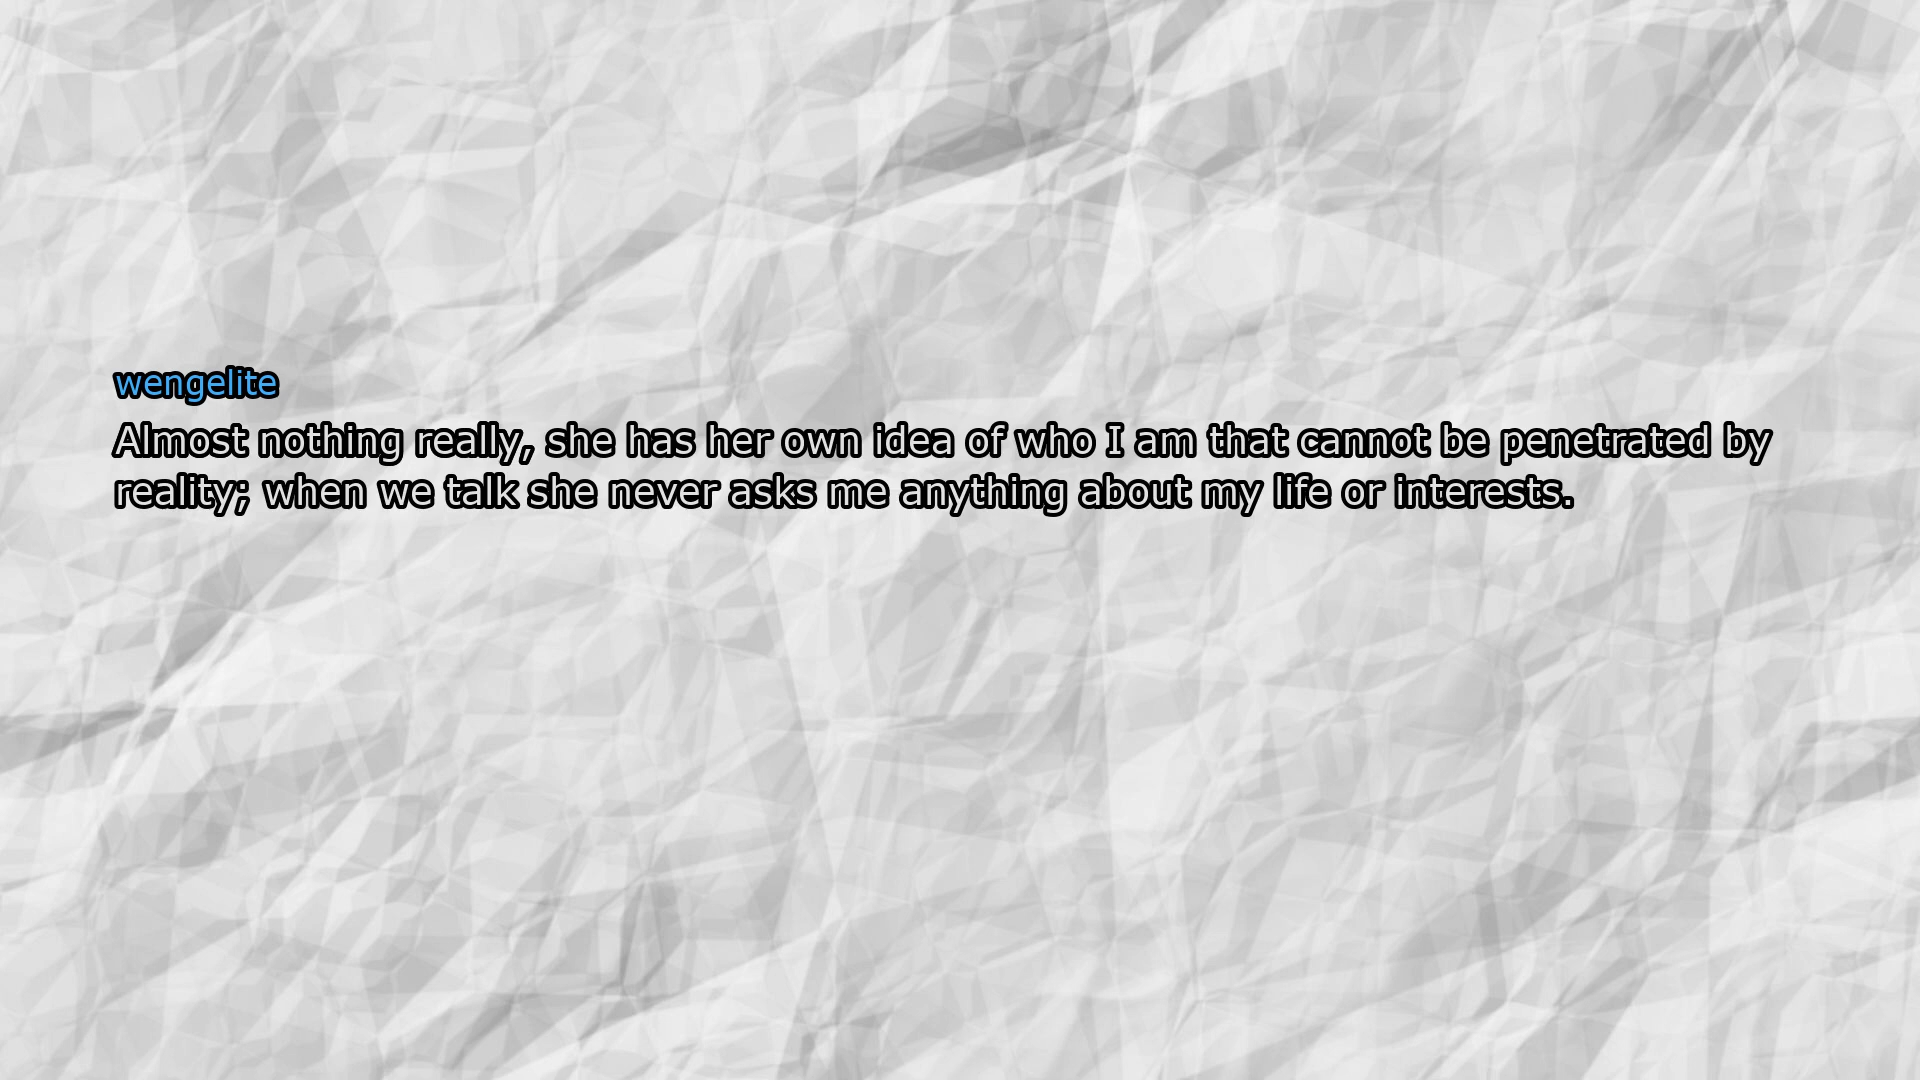 wengelite
Almost nothing really, she has her own idea of who I am that cannot be penetrated by
reality; when we talk she never asks me anything about my life or interests.